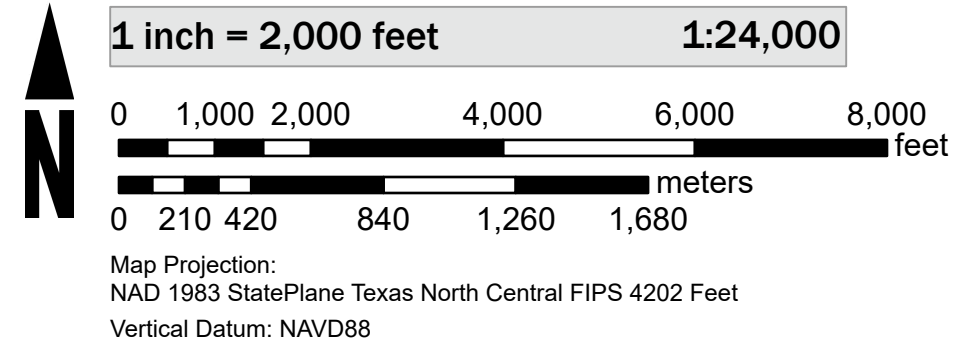 1 inch = 2,000 feet 1:24,000
0 1,000 2,000 4,000 6,000 8,000
feet
meters
0 210 420 840 1,260 1,680
N
Map Projection:
NAD 1983 StatePlane Texas North Central FIPS 4202 Feet
Vertical Datum: NAVD88